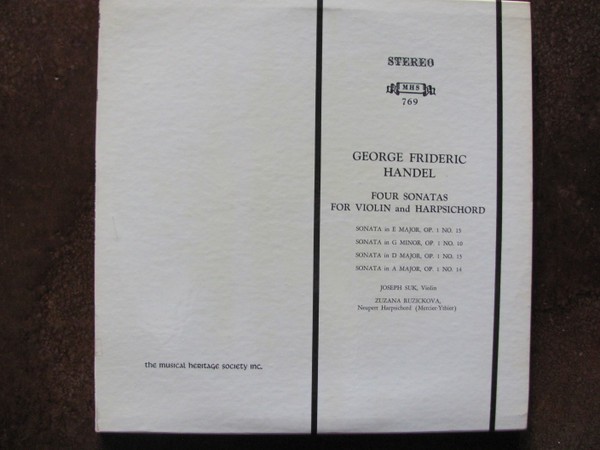 STEREO
MHS
769
GEORGE FRIDERIC
HANDEL
FOUR SONATAS
FOR VIOLIN and HARPSICHORD
SONATA in E MAJOR, OP. 1 NO. 15
SONATA in G MINOR, OP. 1 NO. 10
SONATA in D MAJOR, OP. 1 NO. 13
SONATA in A MAJOR, OP. 1 NO. 14
JOSEPH SUK, Violin
ZUZANA RUZICKOVA,
Neupert Harpsichord (Mercier-Ythier)
the musical heritage society inc.